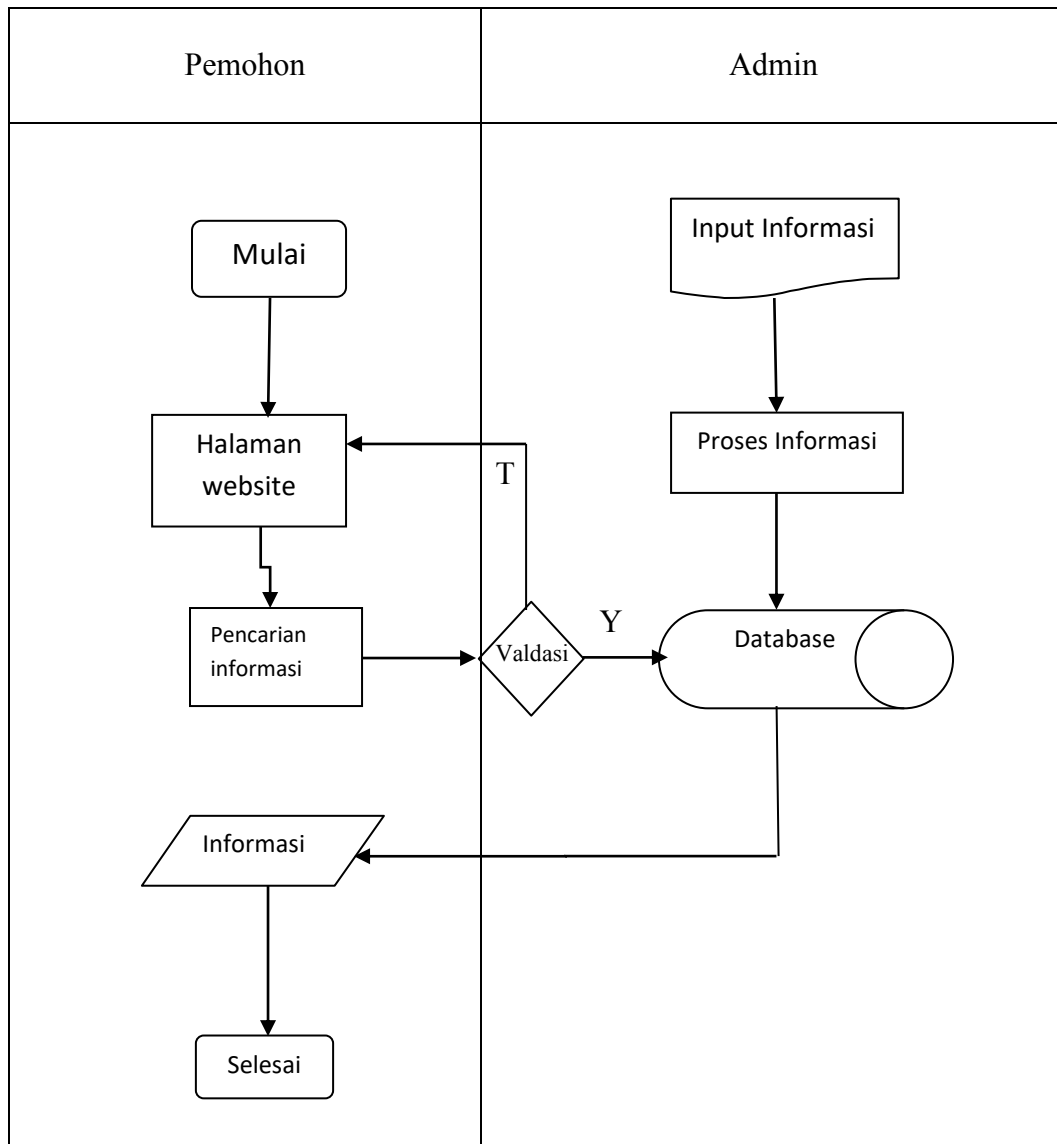 Pemohon
Admin
Mulai
Input Informasi
Halaman
website
T
Proses Informasi
Pencarian
informasi
Valdasi
Y
Database
Informasi
Selesai